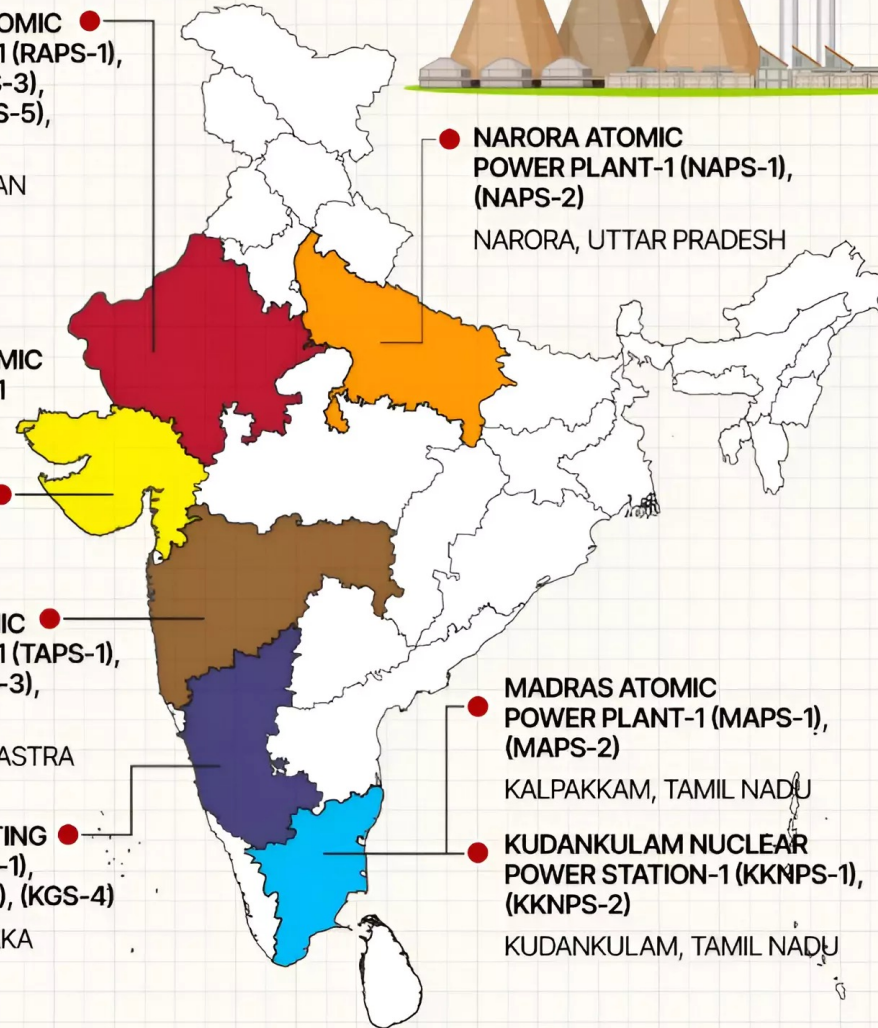 OMIC
1 (RAPS-1),
S-3),
S-5),
AN
NARORA ATOMIC
POWER PLANT-1 (NAPS-1),
(NAPS-2)
NARORA, UTTAR PRADESH
MIC
1
IC
1 (TAPS-1),
-3),
ASTRA
TING
-1),
), (KGS-4)
KA
MADRAS ATOMIC
POWER PLANT-1 (MAPS-1),
(MAPS-2)
KALPAKKAM, TAMIL NADU
KUDANKULAM NUCLEAR
POWER STATION-1 (KKNPS-1),
(KKNPS-2)
KUDANKULAM, TAMIL NADU